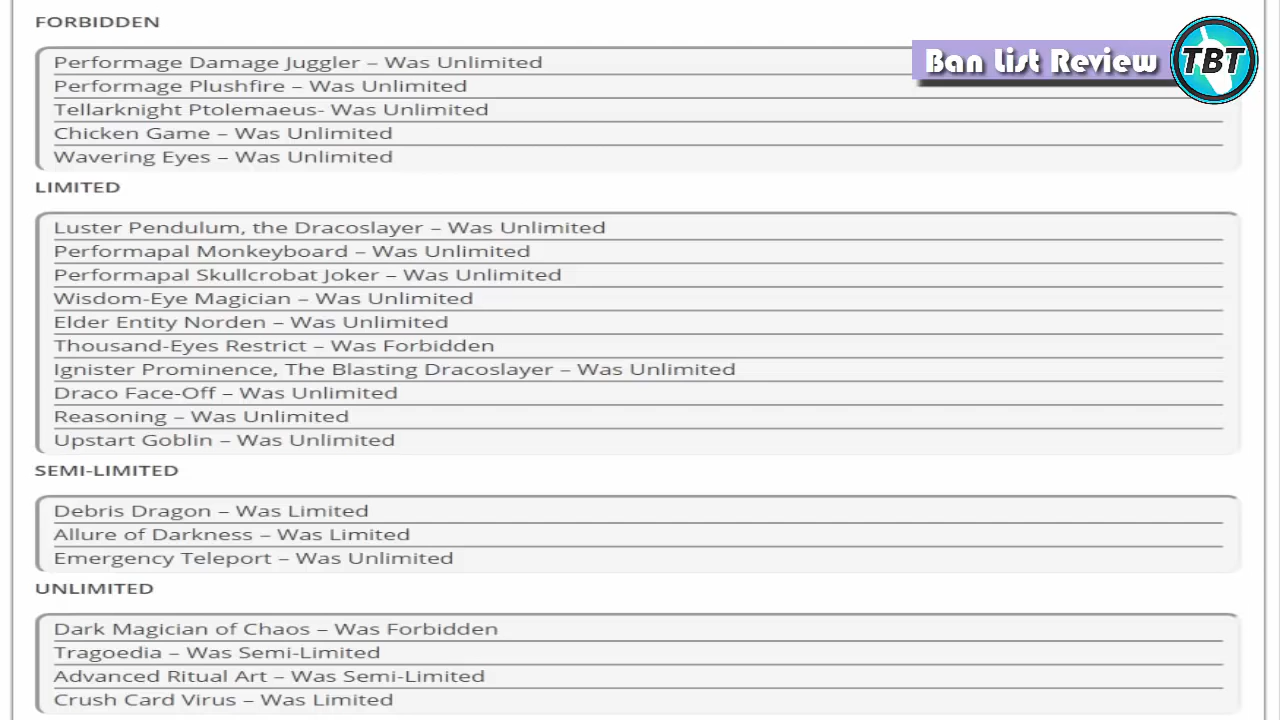 FORBIDDEN
Ban List Review
TBT
Performage Damage Juggler – Was Unlimited
Performage Plushfire – Was Unlimited
Tellarknight Ptolemaeus- Was Unlimited
Chicken Game – Was Unlimited
Wavering Eyes – Was Unlimited
LIMITED
Luster Pendulum, the Dracoslayer – Was Unlimited
Performapal Monkeyboard – Was Unlimited
Performapal Skullcrobat Joker – Was Unlimited
Wisdom-Eye Magician – Was Unlimited
Elder Entity Norden – Was Unlimited
Thousand-Eyes Restrict – Was Forbidden
Ignister Prominence, The Blasting Dracoslayer – Was Unlimited
Draco Face-Off – Was Unlimited
Reasoning – Was Unlimited
Upstart Goblin – Was Unlimited
SEMI-LIMITED
Debris Dragon – Was Limited
Allure of Darkness – Was Limited
Emergency Teleport – Was Unlimited
UNLIMITED
Dark Magician of Chaos – Was Forbidden
Tragoedia – Was Semi-Limited
Advanced Ritual Art – Was Semi-Limited
Crush Card Virus – Was Limited